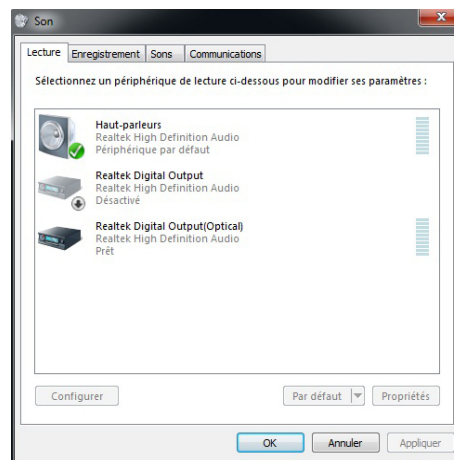 Son
Lecture Enregistrement Sons Communications
Sélectionnez un périphérique de lecture ci-dessous pour modifier ses paramètres :
Haut-parleurs
Realtek High Definition Audio
Périphérique par défaut
Realtek Digital Output
Realtek High Definition Audio
Désactivé
Realtek Digital Output(Optical)
Realtek High Definition Audio
Prêt
Configurer Par défaut Propriétés
OK Annuler Appliquer